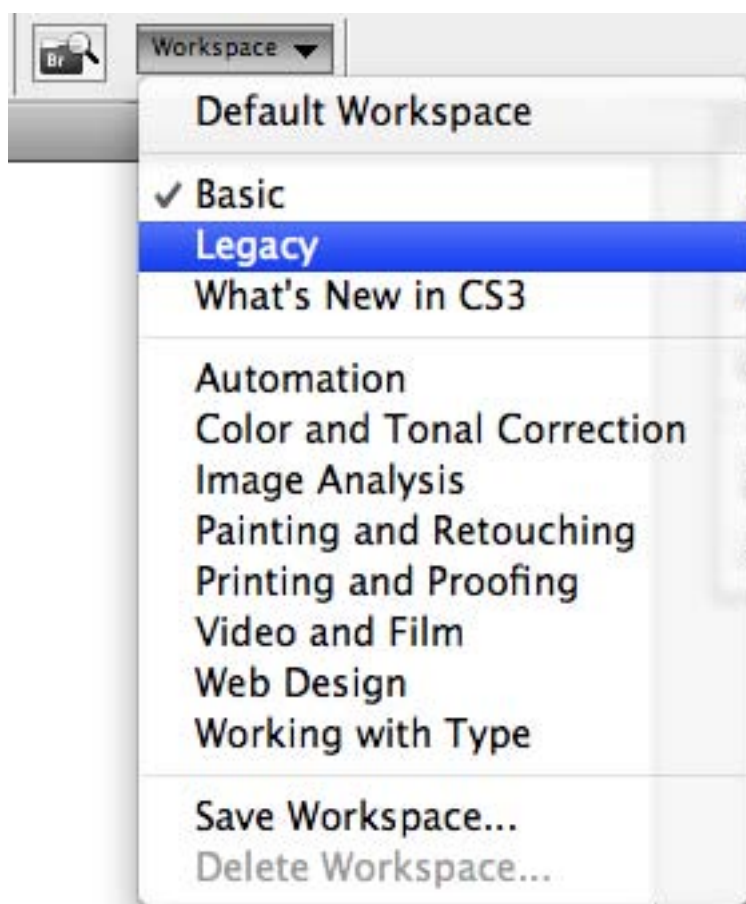 Br
Workspace
Default Workspace
Basic
Legacy
What's New in CS3
Automation
Color and Tonal Correction
Image Analysis
Painting and Retouching
Printing and Proofing
Video and Film
Web Design
Working with Type
Save Workspace...
Delete Workspace...